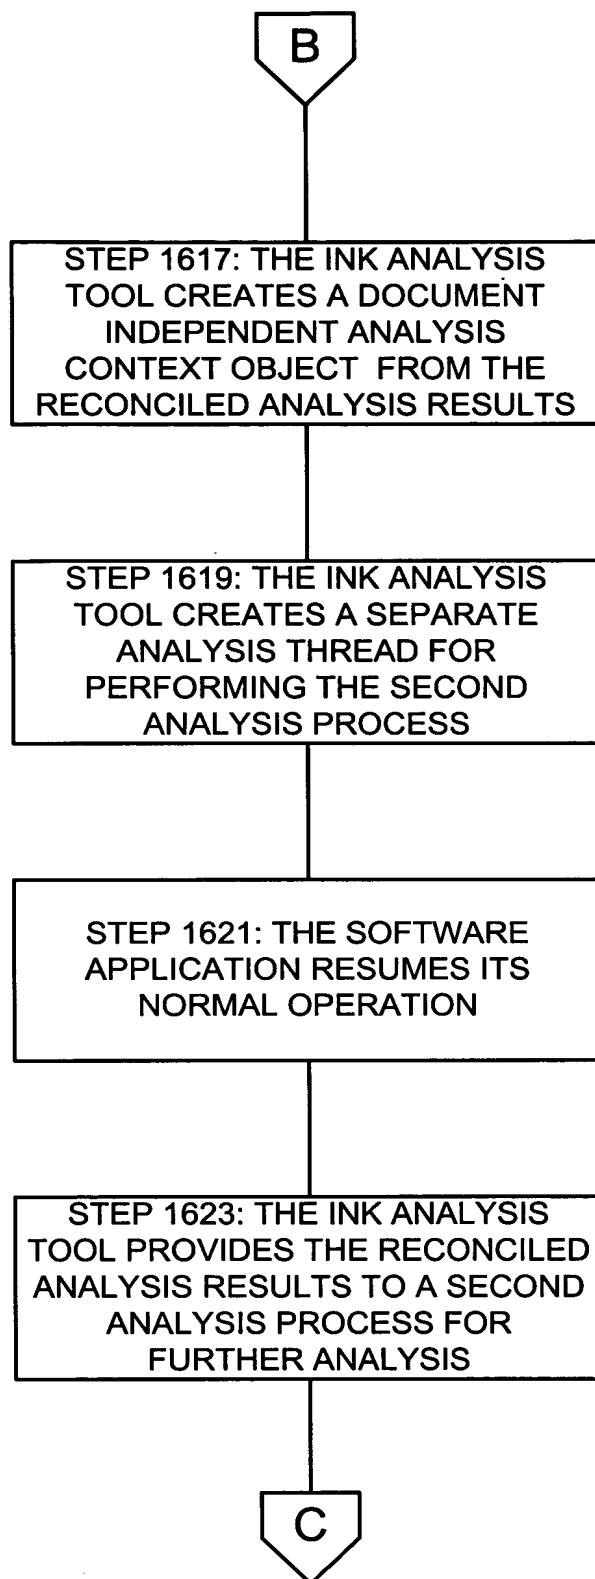 B
STEP 1617: THE INK ANALYSIS
TOOL CREATES A DOCUMENT
INDEPENDENT ANALYSIS
CONTEXT OBJECT FROM THE
RECONCILED ANALYSIS RESULTS
STEP 1619: THE INK ANALYSIS
TOOL CREATES A SEPARATE
ANALYSIS THREAD FOR
PERFORMING THE SECOND
ANALYSIS PROCESS
STEP 1621: THE SOFTWARE
APPLICATION RESUMES ITS
NORMAL OPERATION
STEP 1623: THE INK ANALYSIS
TOOL PROVIDES THE RECONCILED
ANALYSIS RESULTS TO A SECOND
ANALYSIS PROCESS FOR
FURTHER ANALYSIS
C